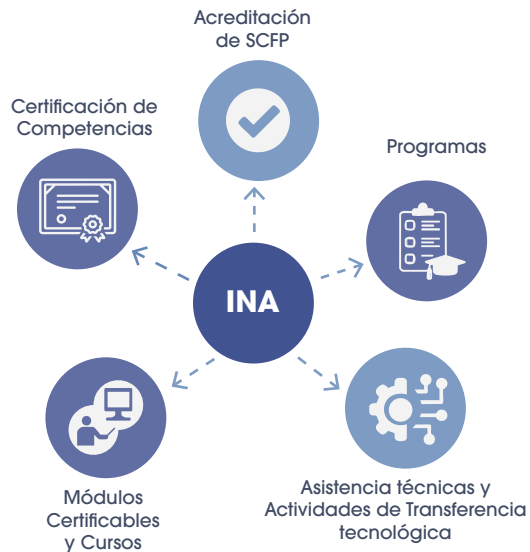 Acreditación
de SCFP
Certificación de
Competencias
Programas
INA
Módulos
Certificables
y Cursos
Asistencia técnicas y
Actividades de Transferencia
tecnológica